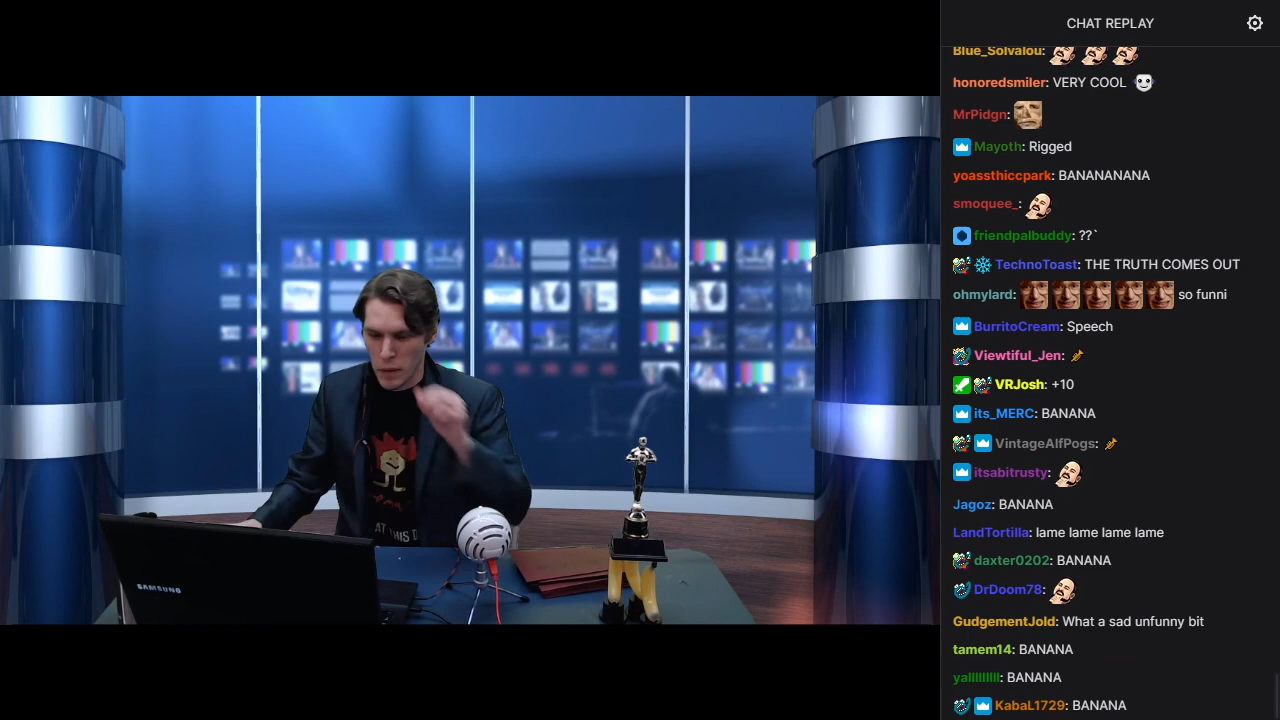 CHAT REPLAY
Blue_Solvalou:
honoredsmiler: VERY COOL
MrPidgn:
Mayoth: Rigged
yoassthiccpark: BANANANANA
smoquee_:
friendpalbuddy: ??`
TechnoToast: THE TRUTH COMES OUT
ohmylard: so funni
BurritoCream: Speech
Viewtiful_Jen:
VRJosh: +10
its_MERC: BANANA
VintageAlfPogs:
itsabitrusty:
Jagoz: BANANA
LandTortilla: lame lame lame lame
daxter0202: BANANA
DrDoom78:
GudgementJold: What a sad unfunny bit
tamem14: BANANA
KabaL1729: BANANA
AT THIS D
SAMSUNG